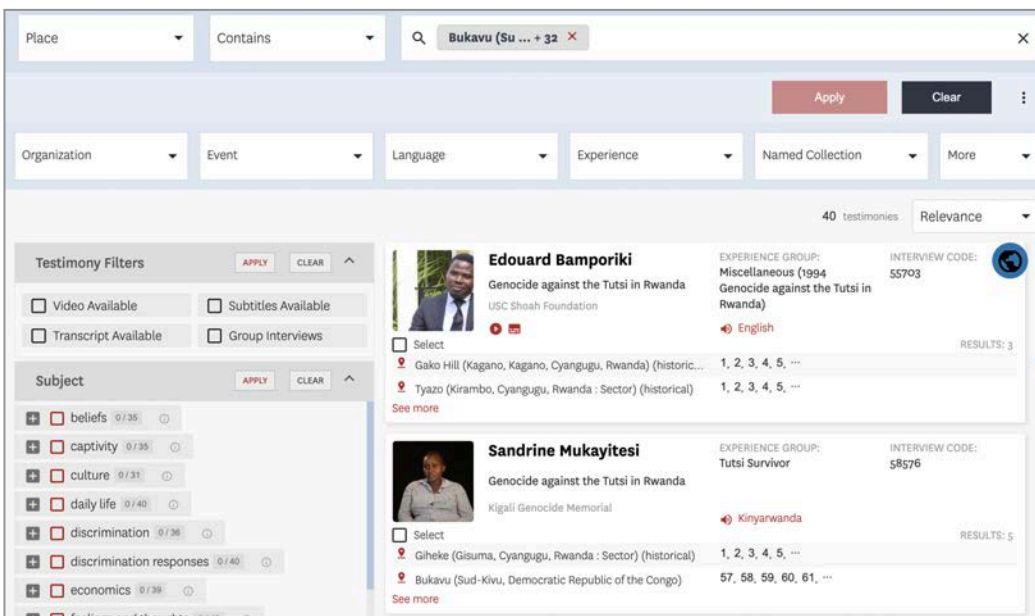 Place
Contains
Bukavu (Su ... + 32 ×
Apply
Clear
Organization
Event
Language
Experience
Named Collection
More
40 testimonies
Relevance
Testimony Filters
APPLY
CLEAR
Video Available
Subtitles Available
Transcript Available
Group Interviews
Subject
APPLY
CLEAR
beliefs 0/35
captivity 0/35
culture 0/31
daily life 0/40
discrimination 0/36
discrimination responses 0/40
economics 0/39
Edouard Bamporiki
Genocide against the Tutsi in Rwanda
USC Shoah Foundation
EXPERIENCE GROUP:
Miscellaneous (1994
Genocide against the Tutsi in
Rwanda)
English
INTERVIEW CODE:
55703
Select
RESULTS: 3
Gako Hill (Kagano, Kagano, Cyangugu, Rwanda) (historic... 1, 2, 3, 4, 5, ...
Tyazo (Kirambo, Cyangugu, Rwanda : Sector) (historical) 1, 2, 3, 4, 5, ...
See more
Sandrine Mukayitesi
Genocide against the Tutsi in Rwanda
Kigali Genocide Memorial
EXPERIENCE GROUP:
Tutsi Survivor
Kinyarwanda
INTERVIEW CODE:
58576
Select
RESULTS: 5
Giheke (Gisuma, Cyangugu, Rwanda : Sector) (historical) 1, 2, 3, 4, 5, ...
Bukavu (Sud-Kivu, Democratic Republic of the Congo) 57, 58, 59, 60, 61, ...
See more